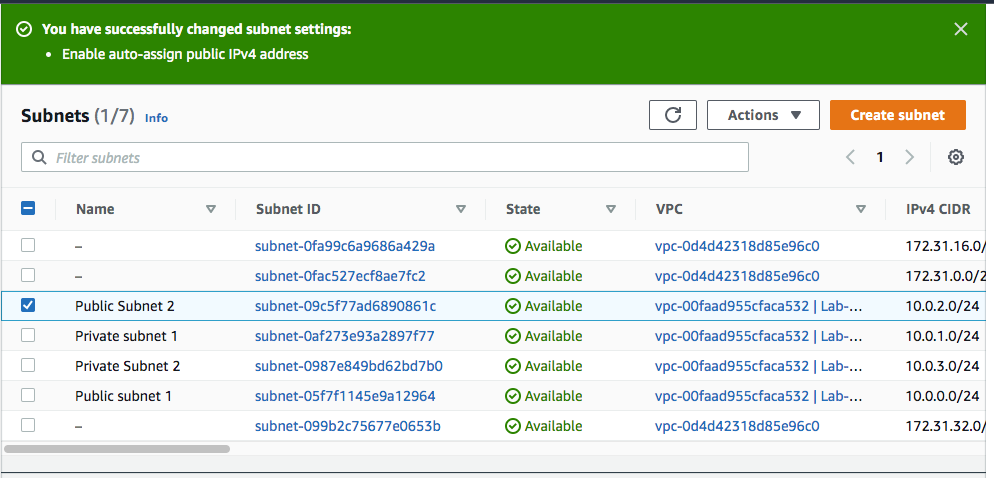 You have successfully changed subnet settings:
• Enable auto-assign public IPv4 address
Subnets (1/7) Info
Actions
Create subnet
Filter subnets
1
Name Subnet ID State VPC IPv4 CIDR
– subnet-0fa99c6a9686a429a Available vpc-0d4d42318d85e96c0 172.31.16.0/
– subnet-0fac527ecf8ae7fc2 Available vpc-0d4d42318d85e96c0 172.31.0.0/2
Public Subnet 2 subnet-09c5f77ad6890861c Available vpc-00faad955cfaca532 | Lab-... 10.0.2.0/24
Private subnet 1 subnet-0af273e93a2897f77 Available vpc-00faad955cfaca532 | Lab-... 10.0.1.0/24
Private Subnet 2 subnet-0987e849bd62bd7b0 Available vpc-00faad955cfaca532 | Lab-... 10.0.3.0/24
Public subnet 1 subnet-05f7f1145e9a12964 Available vpc-00faad955cfaca532 | Lab-... 10.0.0.0/24
– subnet-099b2c75677e0653b Available vpc-0d4d42318d85e96c0 172.31.32.0/